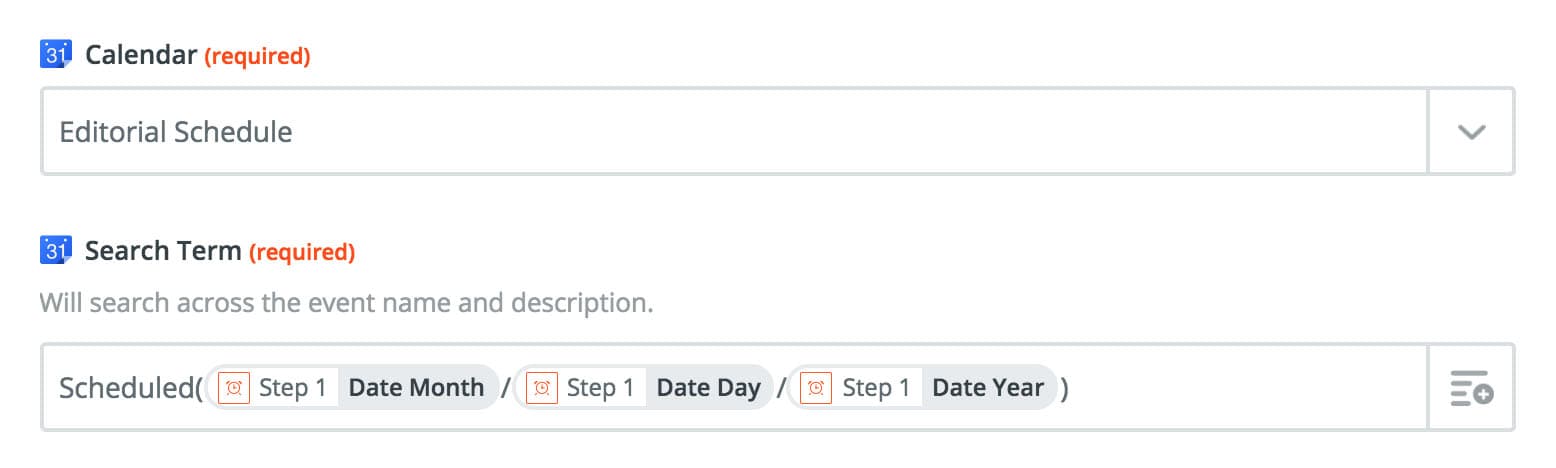 31 Calendar (required)
Editorial Schedule
31 Search Term (required)
Will search across the event name and description.
Scheduled( Step 1 Date Month / Step 1 Date Day / Step 1 Date Year )